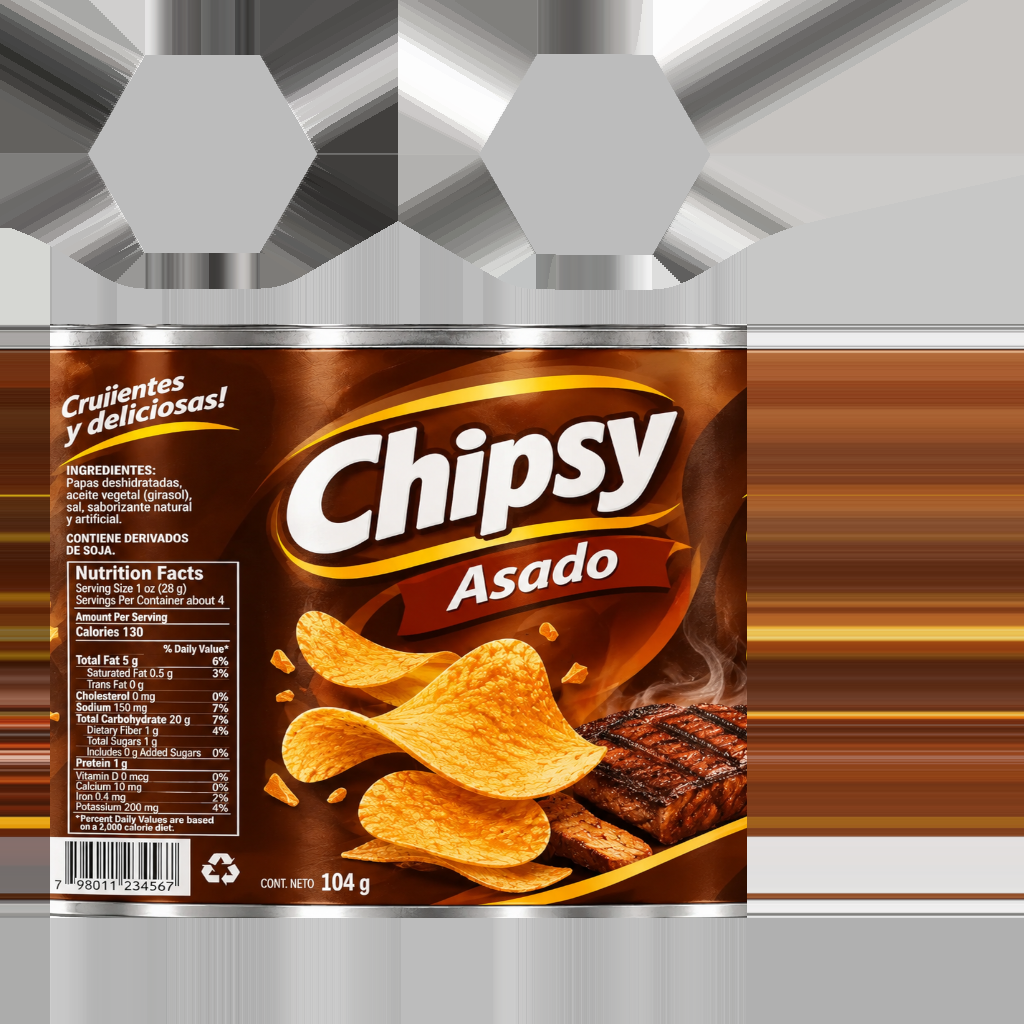 Cruiientes
y deliciosas!
INGREDIENTES:
Papas deshidratadas,
aceite vegetal (girasol),
sal, saborizante natural
y artificial.
CONTIENE DERIVADOS
DE SOJA.
Nutrition Facts
Serving Size 1 oz (28 g)
Servings Per Container about 4
Amount Per Serving
Calories 130
% Daily Value*
Total Fat 5 g 6%
Saturated Fat 0.5 g 3%
Trans Fat 0 g
Cholesterol 0 mg 0%
Sodium 150 mg 7%
Total Carbohydrate 20 g 7%
Dietary Fiber 1 g 4%
Total Sugars 1 g
Includes 0 g Added Sugars 0%
Protein 1 g
Vitamin D 0 mcg 0%
Calcium 10 mg 0%
Iron 0.4 mg 2%
Potassium 200 mg 4%
*Percent Daily Values are based
on a 2,000 calorie diet.
7 98011 234567
Chipsy
Asado
CONT. NETO 104 g